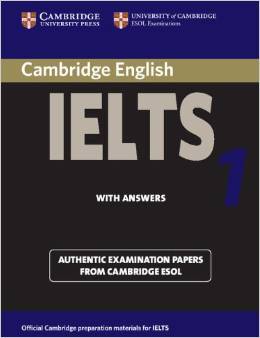 CAMBRIDGE
UNIVERSITY PRESS
UNIVERSITY of CAMBRIDGE
ESOL Examinations
Cambridge English
IELTS 1
WITH ANSWERS
AUTHENTIC EXAMINATION PAPERS
FROM CAMBRIDGE ESOL
Official Cambridge preparation materials for IELTS